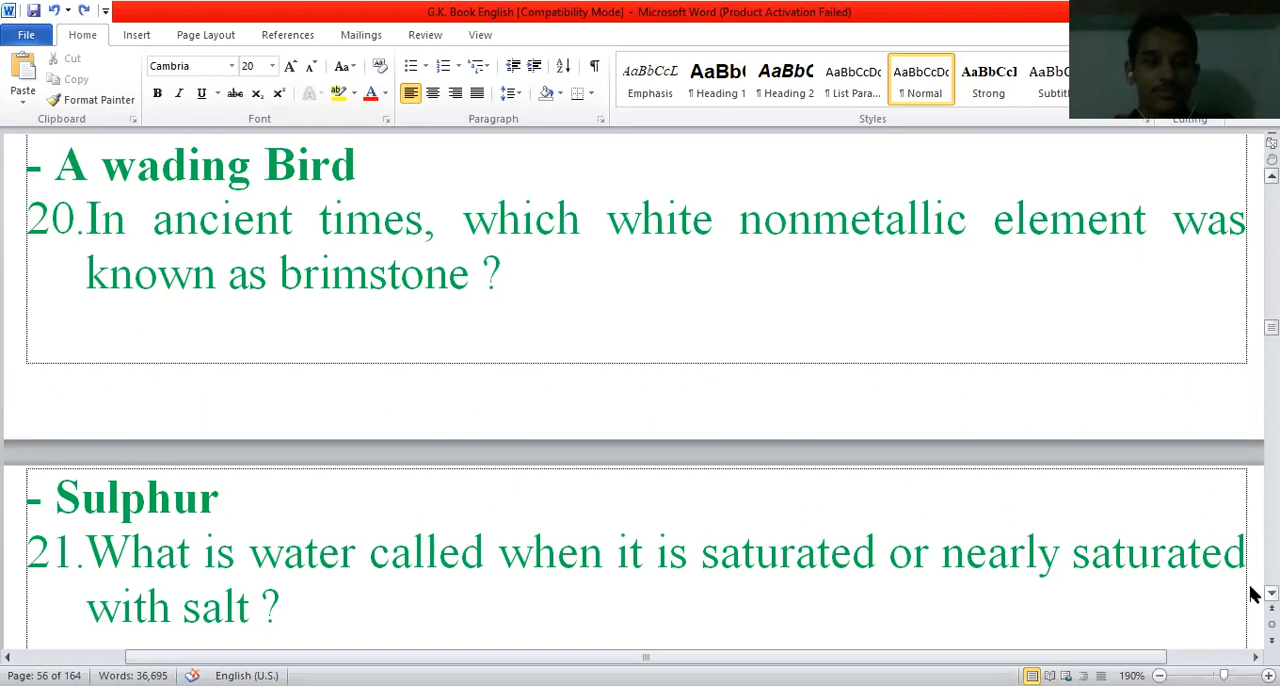 G.K. Book English [Compatibility Mode] - Microsoft Word (Product Activation Failed)
File Home Insert Page Layout References Mailings Review View
Cut
Copy
Format Painter
Paste
Cambria 20
AaBbCcL AaBb( AaBbC AaBbCcDc AaBbCcDc AaBbCcI AaBbC
Emphasis ¶ Heading 1 ¶ Heading 2 ¶ List Para... ¶ Normal Strong Subtit
Clipboard Font Paragraph Styles Editing
- A wading Bird
20.In ancient times, which white nonmetallic element was
known as brimstone ?
- Sulphur
21.What is water called when it is saturated or nearly saturated
with salt ?
Page: 56 of 164 Words: 36,695 English (U.S.) 190%